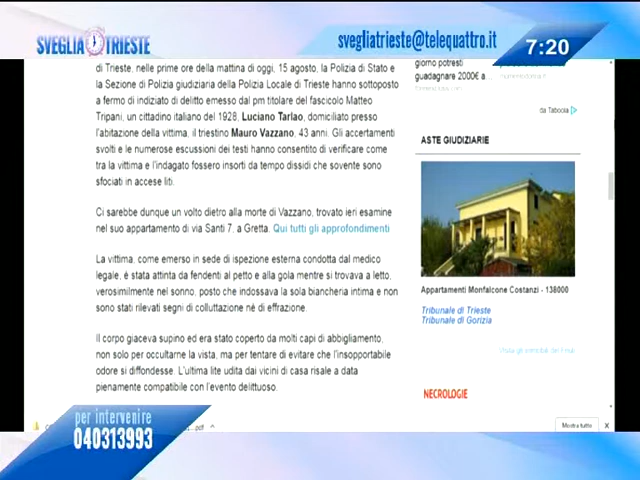 SVEGLIA TRIESTE
svegliatrieste@telequattro.it
7:20
di Trieste, nelle prime ore della mattina di oggi, 15 agosto, la Polizia di Stato e
la Sezione di Polizia giudiziaria della Polizia Locale di Trieste hanno sottoposto
a fermo di indiziato di delitto emesso dal pm titolare del fascicolo Matteo
Tripani, un cittadino italiano del 1928, Luciano Tarlao, domiciliato presso
l'abitazione della vittima, il triestino Mauro Vazzano, 43 anni. Gli accertamenti
svolti e le numerose escussioni dei testi hanno consentito di verificare come
tra la vittima e l'indagato fossero insorti da tempo dissidi che sovente sono
sfociati in accese liti.
Ci sarebbe dunque un volto dietro alla morte di Vazzano, trovato ieri esamine
nel suo appartamento di via Santi 7, a Gretta. Qui tutti gli approfondimenti
La vittima, come emerso in sede di ispezione esterna condotta dal medico
legale, è stata attinta da fendenti al petto e alla gola mentre si trovava a letto,
verosimilmente nel sonno, posto che indossava la sola biancheria intima e non
sono stati rilevati segni di colluttazione nè di effrazione.
Il corpo giaceva supino ed era stato coperto da molti capi di abbigliamento,
non solo per occultarne la vista, ma per tentare di evitare che l'insopportabile
odore si diffondesse. L'ultima lite udita dai vicini di casa risale a data
pienamente compatibile con l'evento delittuoso.
giorno potresti
guadagnare 2000€ a...
da Taboola
ASTE GIUDIZIARIE
Appartamenti Monfalcone Costanzi - 138000
Tribunale di Trieste
Tribunale di Gorizia
Visita gli immobili del Friuli
NECROLOGIE
per intervenire
040313993
.pdf
Mostra tutto
X